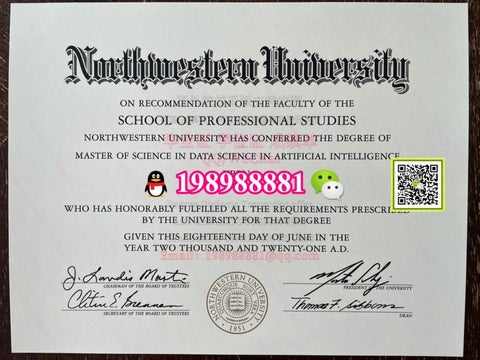 Northwestern University
ON RECOMMENDATION OF THE FACULTY OF THE
SCHOOL OF PROFESSIONAL STUDIES
NORTHWESTERN UNIVERSITY HAS CONFERRED THE DEGREE OF
MASTER OF SCIENCE IN DATA SCIENCE IN ARTIFICIAL INTELLIGENCE
198988881
WHO HAS HONORABLY FULFILLED ALL THE REQUIREMENTS PRESCRIBED
BY THE UNIVERSITY FOR THAT DEGREE
GIVEN THIS EIGHTEENTH DAY OF JUNE IN THE
YEAR TWO THOUSAND AND TWENTY-ONE A.D.
Email: 198988881@qq.com
CHAIRMAN OF THE BOARD OF TRUSTEES
PRESIDENT OF THE UNIVERSITY
SECRETARY OF THE BOARD OF TRUSTEES
DEAN
NORTHWESTERN UNIVERSITY
1851